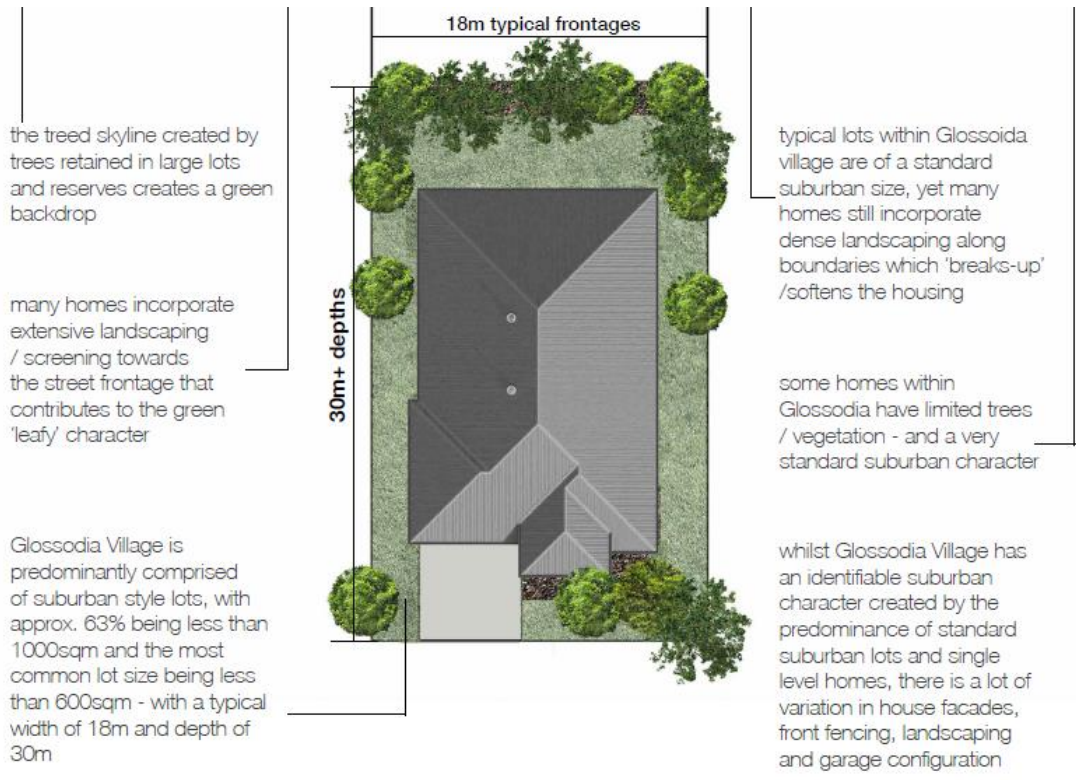 18m typical frontages
the treed skyline created by
trees retained in large lots
and reserves creates a green
backdrop
many homes incorporate
extensive landscaping
/ screening towards
the street frontage that
contributes to the green
‘leafy’ character
Glossodia Village is
predominantly comprised
of suburban style lots, with
approx. 63% being less than
1000sqm and the most
common lot size being less
than 600sqm - with a typical
width of 18m and depth of
30m
30m+ depths
typical lots within Glossoida
village are of a standard
suburban size, yet many
homes still incorporate
dense landscaping along
boundaries which ‘breaks-up’
/softens the housing
some homes within
Glossodia have limited trees
/ vegetation - and a very
standard suburban character
whilst Glossodia Village has
an identifiable suburban
character created by the
predominance of standard
suburban lots and single
level homes, there is a lot of
variation in house facades,
front fencing, landscaping
and garage configuration